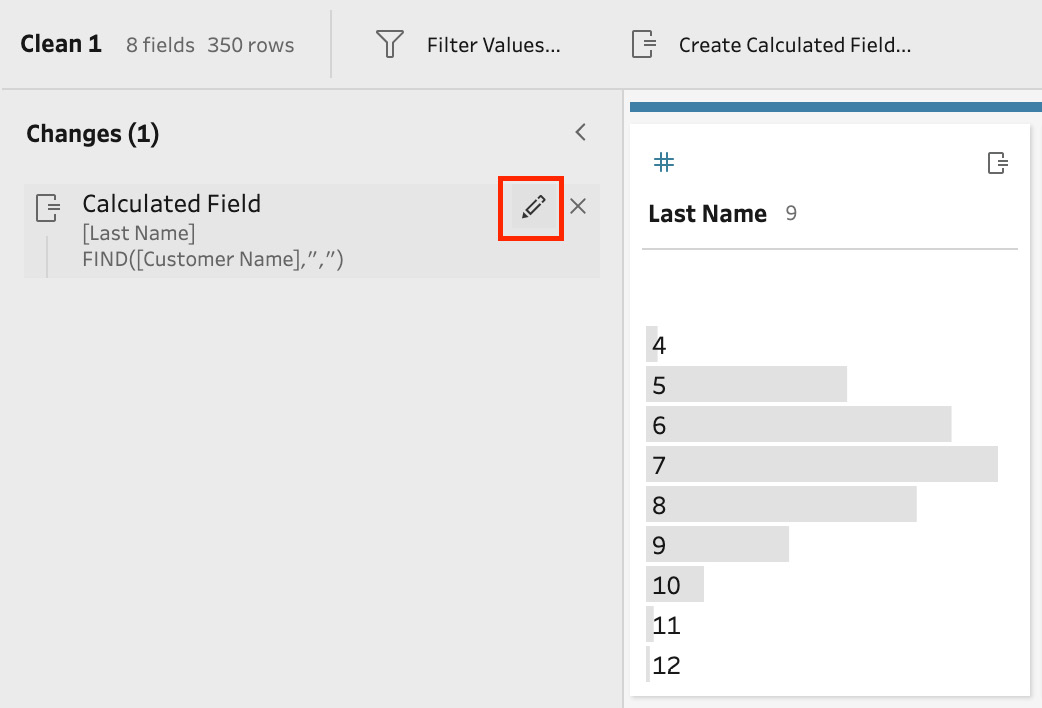 Clean 1 8 fields 350 rows Filter Values... Create Calculated Field...
Changes (1)
Calculated Field
[Last Name]
FIND([Customer Name],”,”)
#
Last Name 9
4
5
6
7
8
9
10
11
12